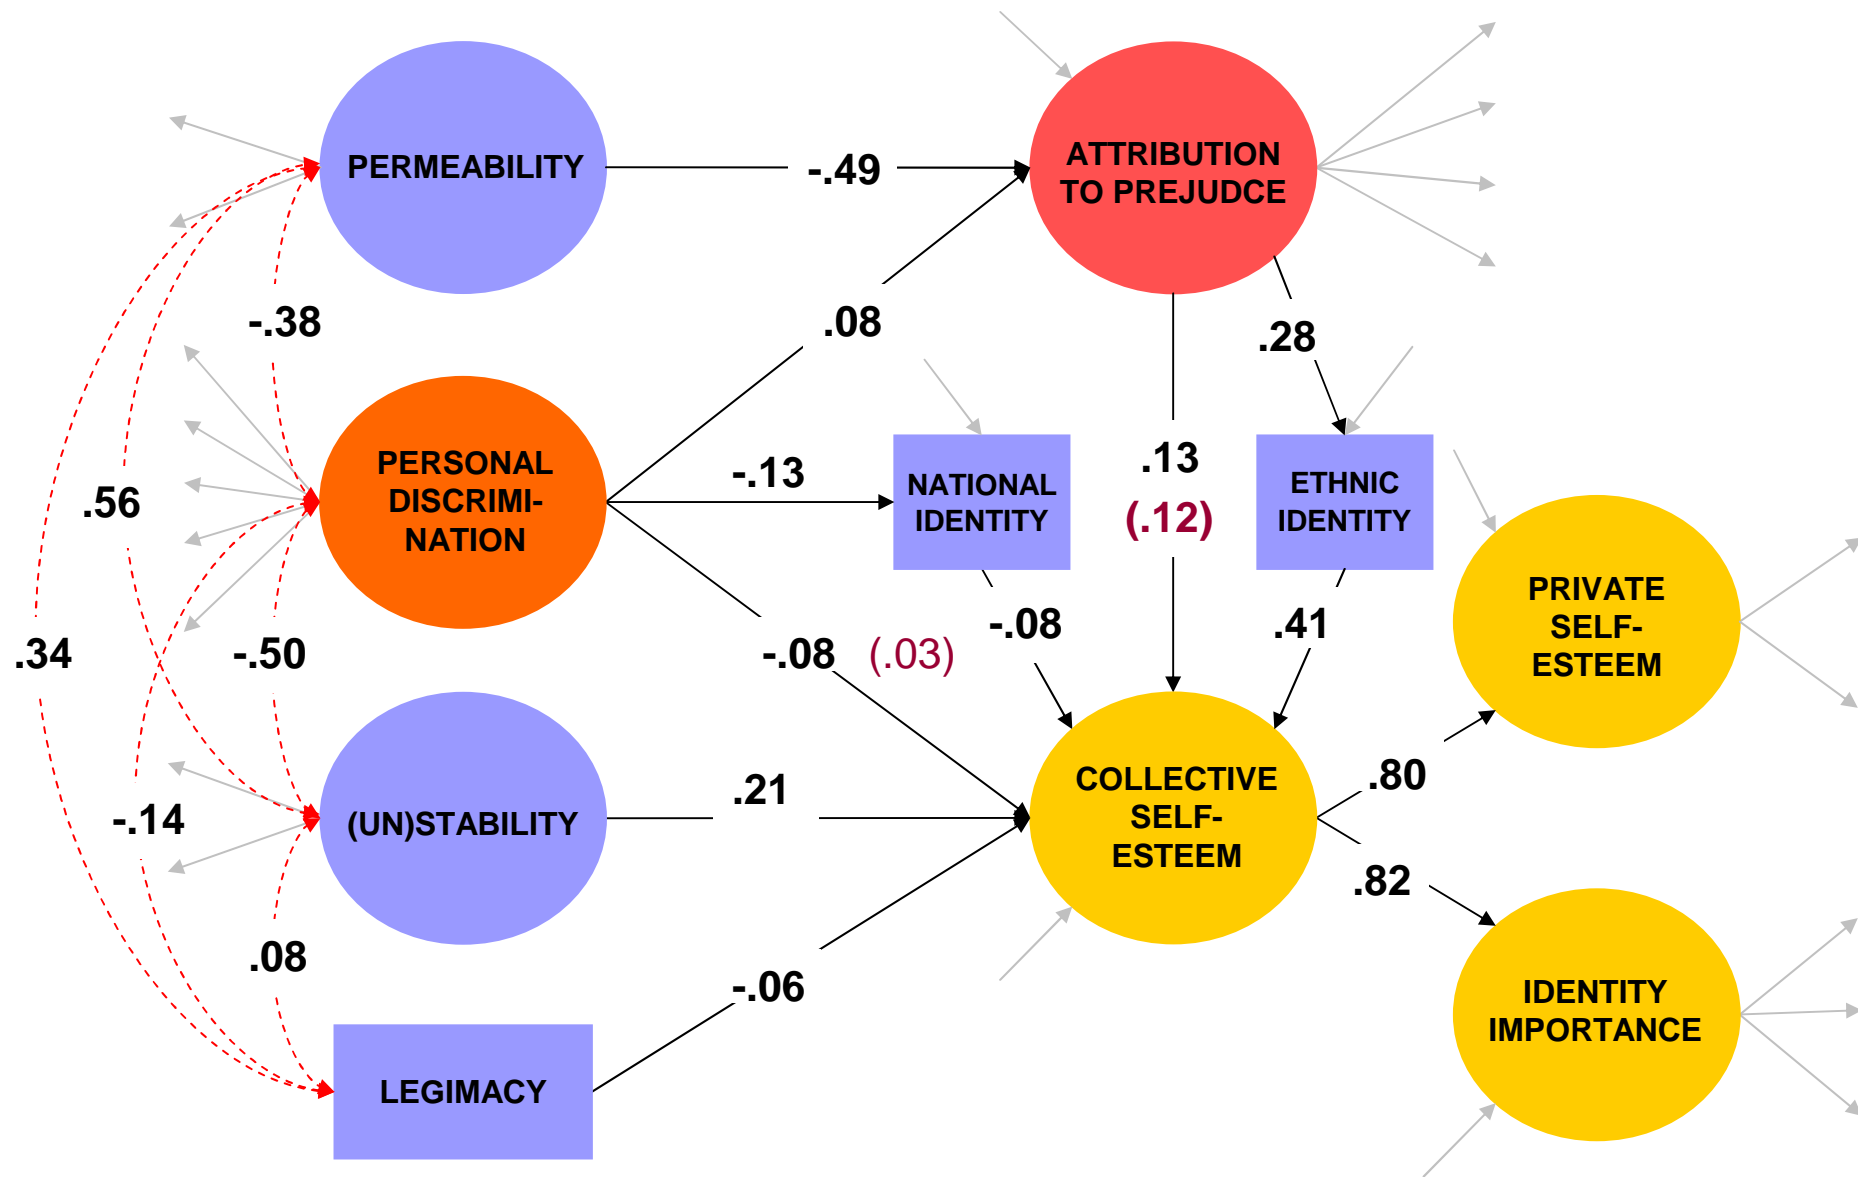 PERMEABILITY
-.49
ATTRIBUTION
TO PREJUDCE
-.38
.08
.28
PERSONAL
DISCRIMI-
NATION
-.13
NATIONAL
IDENTITY
.13
(.12)
ETHNIC
IDENTITY
.56
.34
-.50
-.08 (.03)
-.08
.41
PRIVATE
SELF-
ESTEEM
-.14
(UN)STABILITY
.21
COLLECTIVE
SELF-
ESTEEM
.80
.82
.08
-.06
IDENTITY
IMPORTANCE
LEGIMACY